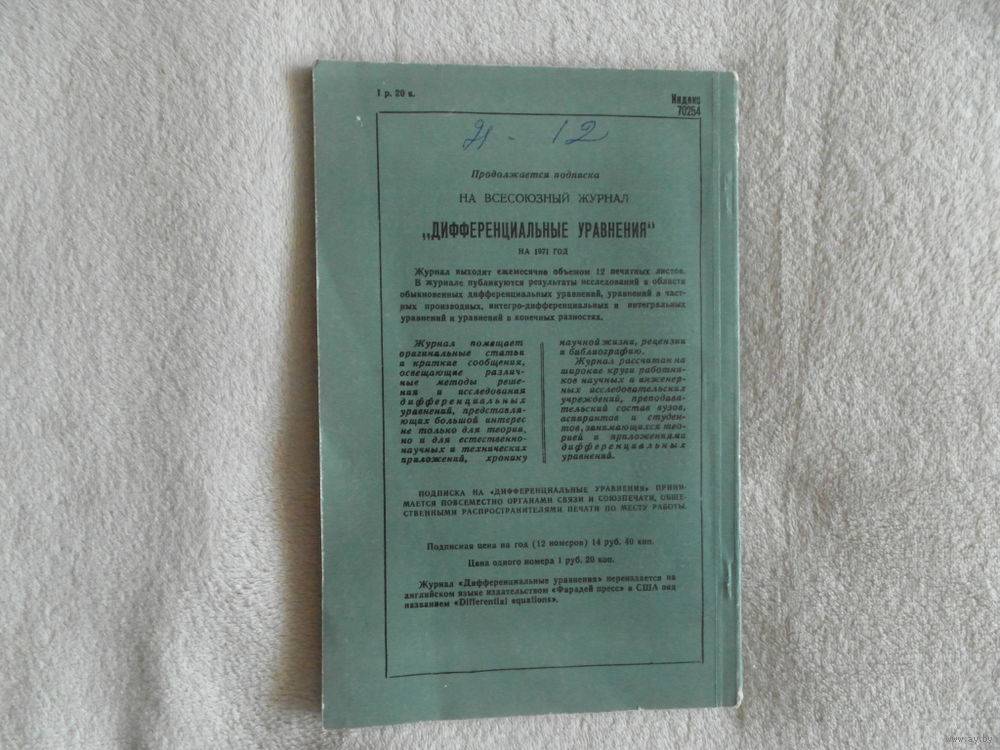 1 р. 20 к.
Индекс
70254
21 - 12
Продолжается подписка
НА ВСЕСОЮЗНЫЙ ЖУРНАЛ
„ДИФФЕРЕНЦИАЛЬНЫЕ УРАВНЕНИЯ“
НА 1971 ГОД
Журнал выходит ежемесячно объемом 12 печатных листов.
В журнале публикуются результаты исследований в области
обыкновенных дифференциальных уравнений, уравнений в част-
ных производных, интегро-дифференциальных и интегральных
уравнений и уравнений в конечных разностях.
Журнал помещает
оригинальные статьи
и краткие сообщения,
освещающие различ-
ные методы реше-
ния и исследования
дифференциальных
уравнений, представля-
ющих большой интерес
не только для теории,
но и для естественно-
научных и технических
приложений, хронику
научной жизни, рецензии
и библиографию.
Журнал рассчитан на
широкие круги работни-
ков научных и инженер-
ных исследовательских
учреждений, преподава-
тельский состав вузов,
аспирантов и студен-
тов, занимающихся тео-
рией и приложениями
дифференциальных
уравнений.
ПОДПИСКА НА «ДИФФЕРЕНЦИАЛЬНЫЕ УРАВНЕНИЯ» ПРИНИ-
МАЕТСЯ ПОВСЕМЕСТНО ОРГАНАМИ СВЯЗИ И СОЮЗПЕЧАТИ, ОБЩЕ-
СТВЕННЫМИ РАСПРОСТРАНИТЕЛЯМИ ПЕЧАТИ ПО МЕСТУ РАБОТЫ.
Подписная цена на год (12 номеров) 14 руб. 40 коп.
Цена одного номера 1 руб. 20 коп.
Журнал «Дифференциальные уравнения» переиздается на
английском языке издательством «Фарадей пресс» в США под
названием «Differential equations».
www.ay.by